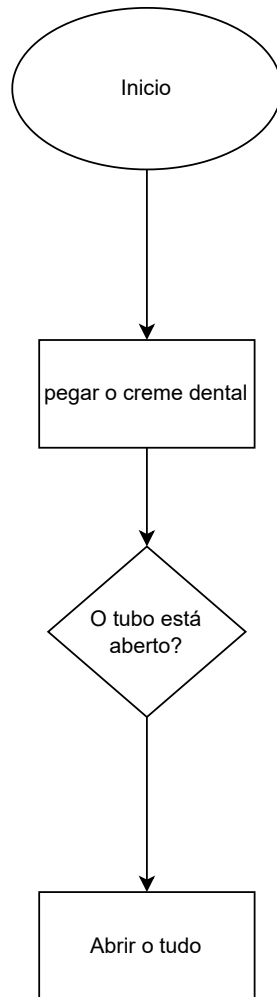 Inicio
pegar o creme dental
O tubo está
aberto?
Abrir o tudo